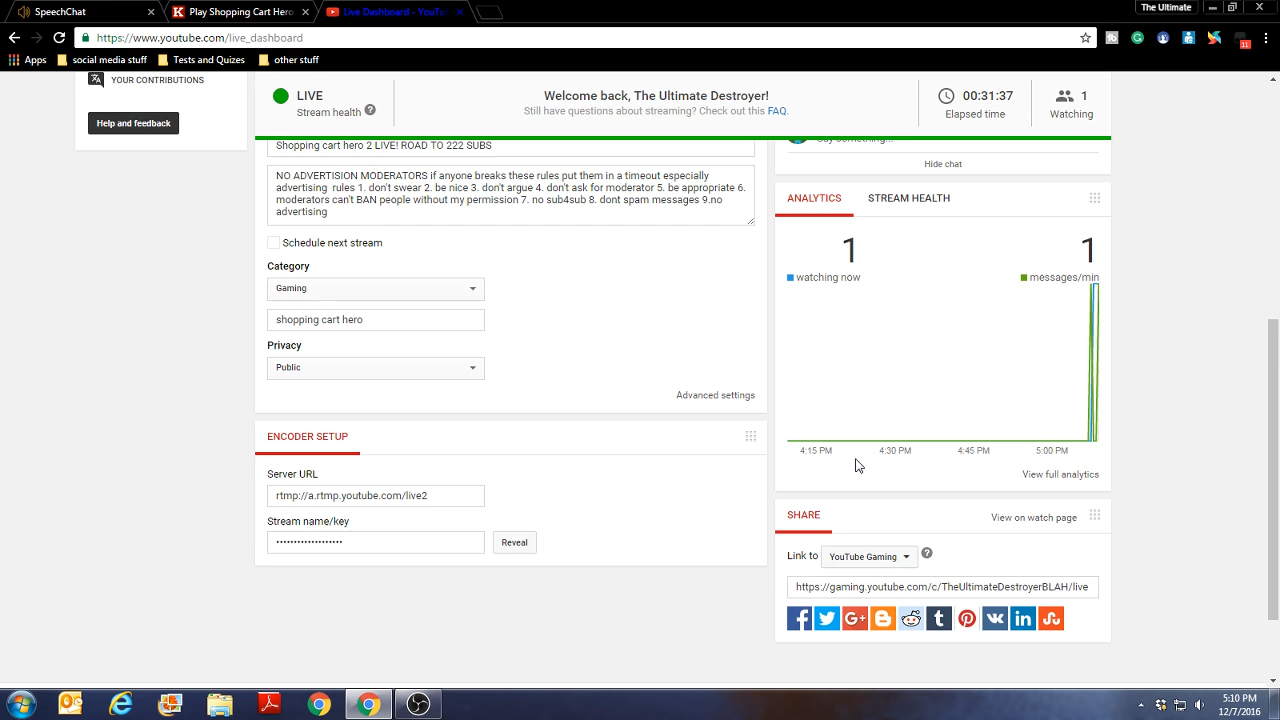 SpeechChat
Play Shopping Cart Hero
Live Dashboard - YouTu
The Ultimate
https://www.youtube.com/live_dashboard
11
Apps
social media stuff
Tests and Quizes
other stuff
YOUR CONTRIBUTIONS
Help and feedback
LIVE
Stream health
Welcome back, The Ultimate Destroyer!
Still have questions about streaming? Check out this FAQ.
00:31:37
Elapsed time
1
Watching
Shopping cart hero 2 LIVE! ROAD TO 222 SUBS
NO ADVERTISION MODERATORS if anyone breaks these rules put them in a timeout especially
advertising rules 1. don't swear 2. be nice 3. don't argue 4. don't ask for moderator 5. be appropriate 6.
moderators can't BAN people without my permission 7. no sub4sub 8. dont spam messages 9.no
advertising
Schedule next stream
Category
Gaming
shopping cart hero
Privacy
Public
Advanced settings
ENCODER SETUP
Server URL
rtmp://a.rtmp.youtube.com/live2
Stream name/key
••••••••••••••••••••
Reveal
Say something...
Hide chat
ANALYTICS
STREAM HEALTH
1
watching now
1
messages/min
4:15 PM
4:30 PM
4:45 PM
5:00 PM
View full analytics
SHARE
View on watch page
Link to
YouTube Gaming
https://gaming.youtube.com/c/TheUltimateDestroyerBLAH/live
5:10 PM
12/7/2016